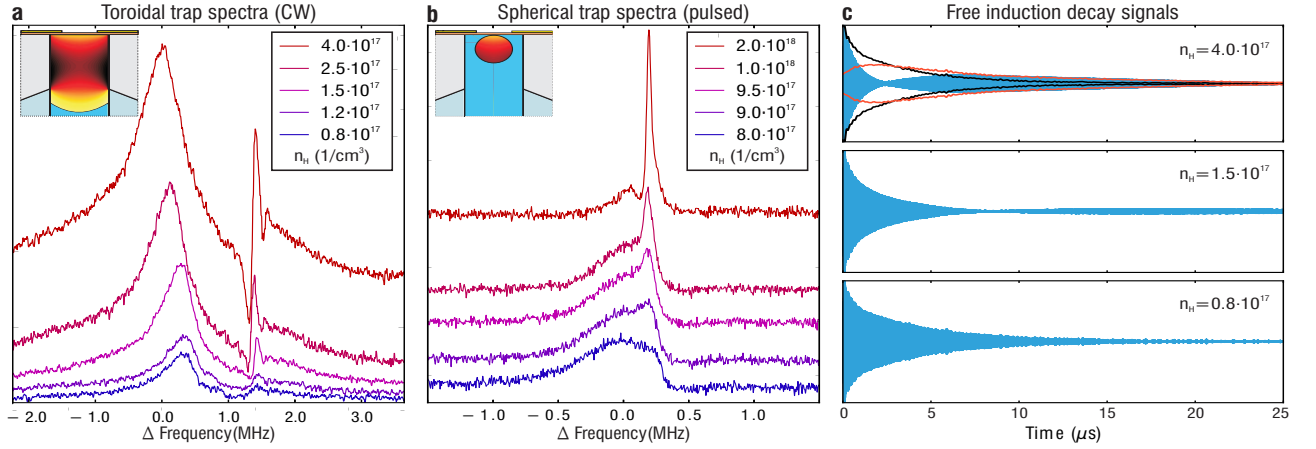 a Toroidal trap spectra (CW)
4.0·10¹⁷
2.5·10¹⁷
1.5·10¹⁷
1.2·10¹⁷
0.8·10¹⁷
n_H (1/cm³)
− 2.0 − 1.0 0.0 1.0 2.0 3.0
Δ Frequency(MHz)
b Spherical trap spectra (pulsed)
2.0·10¹⁸
1.0·10¹⁸
9.5·10¹⁷
9.0·10¹⁷
8.0·10¹⁷
n_H (1/cm³)
− 1.0 − 0.5 0.0 0.5 1.0
Δ Frequency(MHz)
c Free induction decay signals
n_H=4.0·10¹⁷
n_H=1.5·10¹⁷
n_H=0.8·10¹⁷
0 5 10 15 20 25
Time (μs)